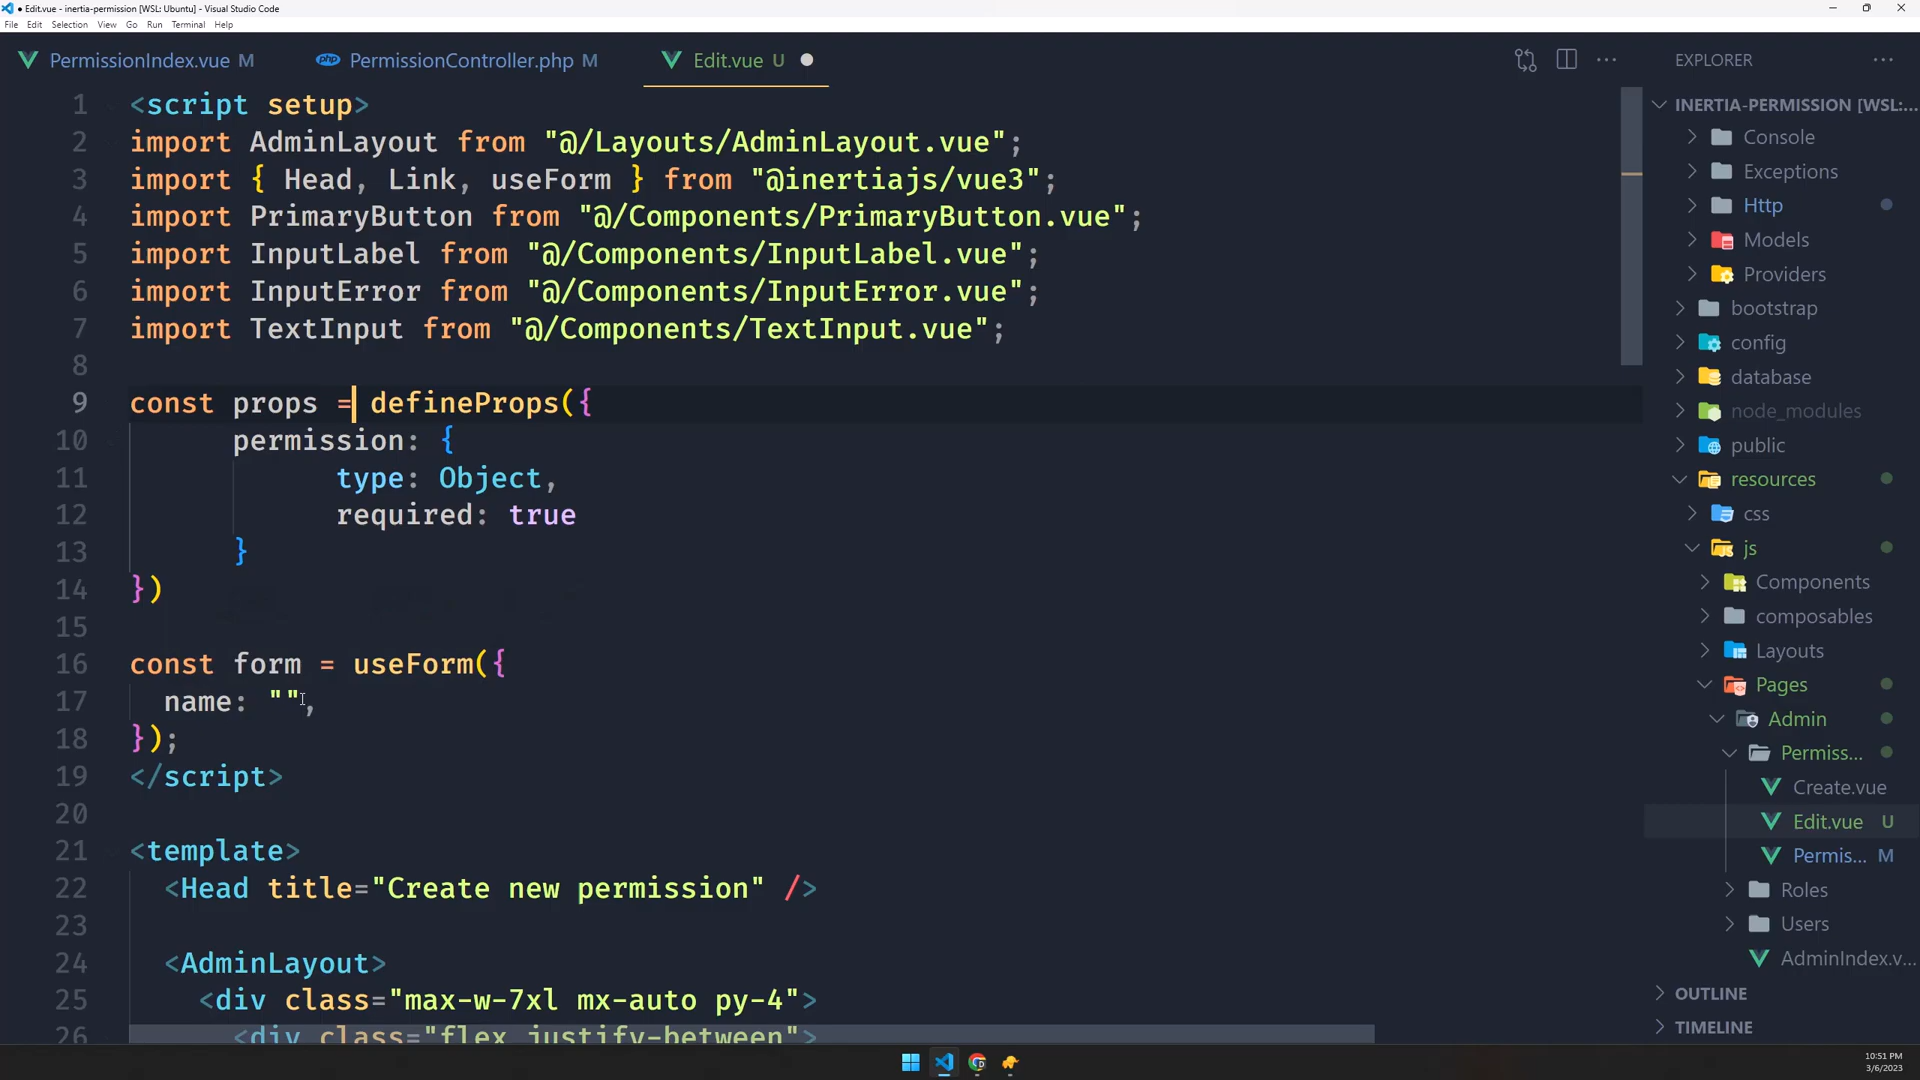 Edit.vue - inertia-permission [WSL: Ubuntu] - Visual Studio Code
File Edit Selection View Go Run Terminal Help
PermissionIndex.vue M
php PermissionController.php M
Edit.vue U
1 <script setup>
2 import AdminLayout from "@/Layouts/AdminLayout.vue";
3 import { Head, Link, useForm } from "@inertiajs/vue3";
4 import PrimaryButton from "@/Components/PrimaryButton.vue";
5 import InputLabel from "@/Components/InputLabel.vue";
6 import InputError from "@/Components/InputError.vue";
7 import TextInput from "@/Components/TextInput.vue";
8
9 const props = defineProps({
10 permission: {
11 type: Object,
12 required: true
13 }
14 })
15
16 const form = useForm({
17 name: "",
18 });
19 </script>
20
21 <template>
22 <Head title="Create new permission" />
23
24 <AdminLayout>
25 <div class="max-w-7xl mx-auto py-4">
26 <div class="flex justify-between">
EXPLORER
INERTIA-PERMISSION [WSL:...
Console
Exceptions
Http
Models
Providers
bootstrap
config
database
node_modules
public
resources
css
js
Components
composables
Layouts
Pages
Admin
Permiss...
Create.vue
Edit.vue U
Permis... M
Roles
Users
AdminIndex.v...
OUTLINE
TIMELINE
10:51 PM
3/6/2023